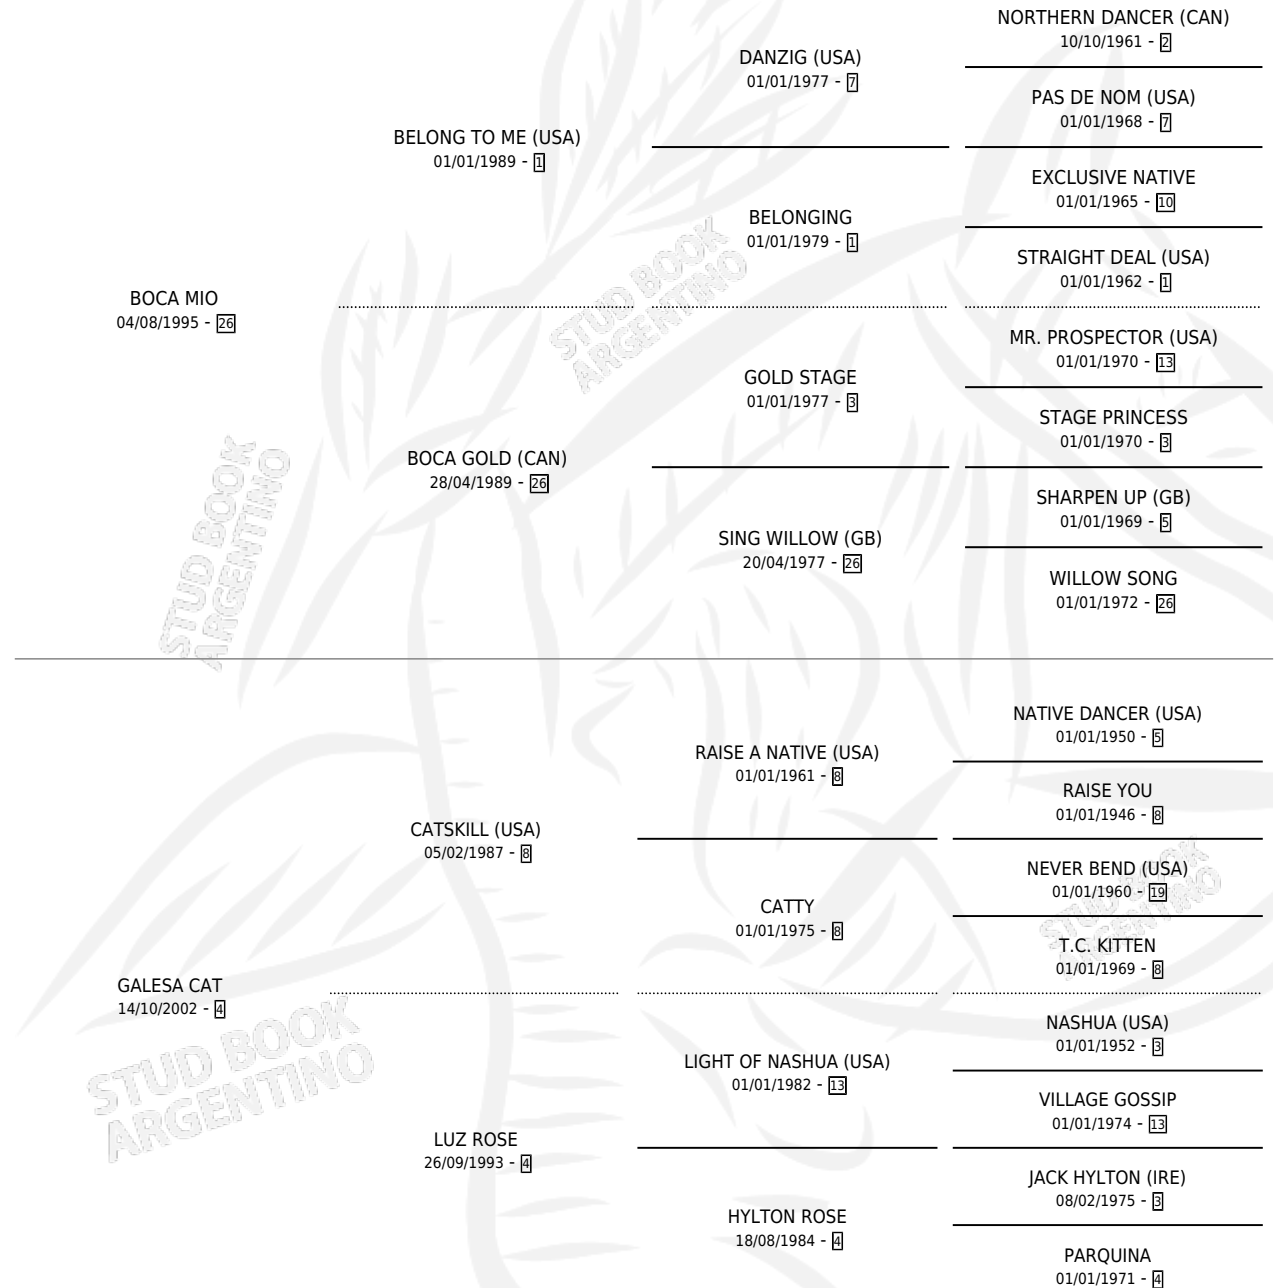 NORTHERN DANCER (CAN)
10/10/1961 - 2
DANZIG (USA)
01/01/1977 - 7
PAS DE NOM (USA)
01/01/1968 - 7
BELONG TO ME (USA)
01/01/1989 - 1
EXCLUSIVE NATIVE
01/01/1965 - 10
BELONGING
01/01/1979 - 1
STRAIGHT DEAL (USA)
01/01/1962 - 1
BOCA MIO
04/08/1995 - 26
MR. PROSPECTOR (USA)
01/01/1970 - 13
GOLD STAGE
01/01/1977 - 3
STAGE PRINCESS
01/01/1970 - 3
BOCA GOLD (CAN)
28/04/1989 - 26
SHARPEN UP (GB)
01/01/1969 - 5
SING WILLOW (GB)
20/04/1977 - 26
WILLOW SONG
01/01/1972 - 26
NATIVE DANCER (USA)
01/01/1950 - 5
RAISE A NATIVE (USA)
01/01/1961 - 8
RAISE YOU
01/01/1946 - 8
CATSKILL (USA)
05/02/1987 - 8
NEVER BEND (USA)
01/01/1960 - 19
CATTY
01/01/1975 - 8
T.C. KITTEN
01/01/1969 - 8
GALESA CAT
14/10/2002 - 4
NASHUA (USA)
01/01/1952 - 3
LIGHT OF NASHUA (USA)
01/01/1982 - 13
VILLAGE GOSSIP
01/01/1974 - 13
LUZ ROSE
26/09/1993 - 4
JACK HYLTON (IRE)
08/02/1975 - 3
HYLTON ROSE
18/08/1984 - 4
PARQUINA
01/01/1971 - 4
STUD BOOK
ARGENTINO
STUD BOOK
ARGENTINO
STUD BOOK
ARGENTINO
STUD BOOK
ARGENTINO